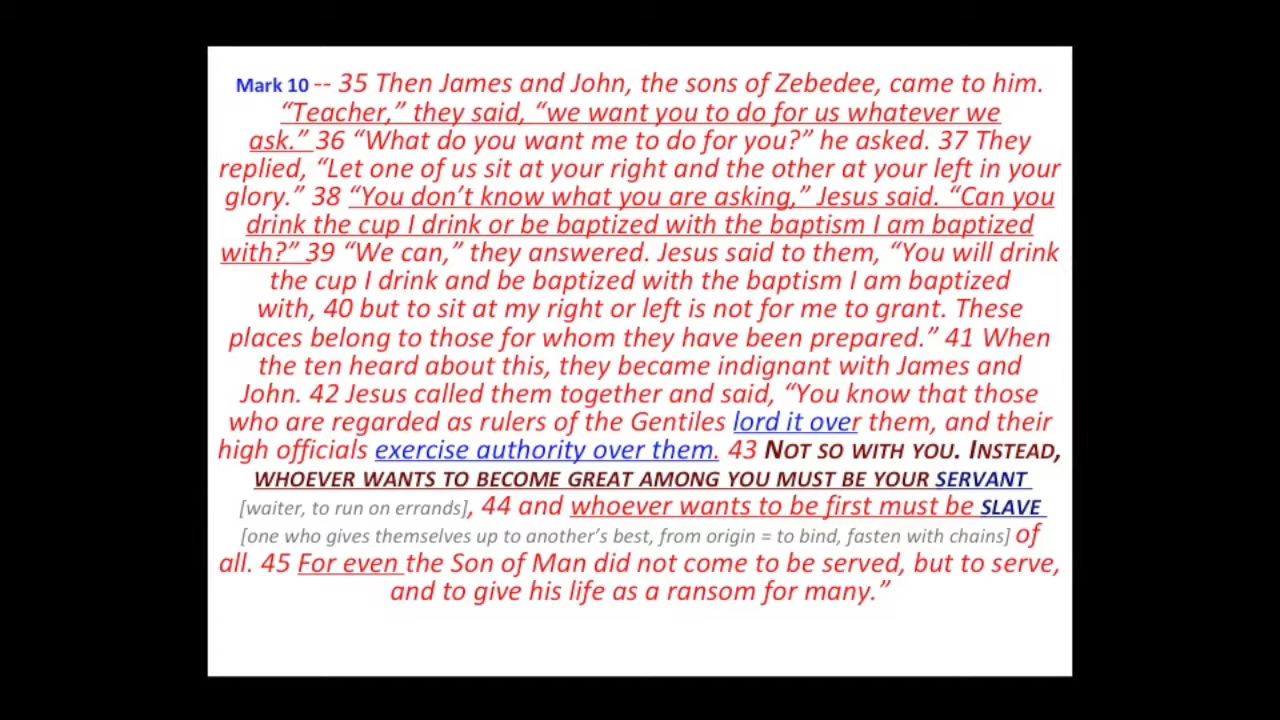 Mark 10 -- 35 Then James and John, the sons of Zebedee, came to him.
“Teacher,” they said, “we want you to do for us whatever we
ask.” 36 “What do you want me to do for you?” he asked. 37 They
replied, “Let one of us sit at your right and the other at your left in your
glory.” 38 “You don’t know what you are asking,” Jesus said. “Can you
drink the cup I drink or be baptized with the baptism I am baptized
with?” 39 “We can,” they answered. Jesus said to them, “You will drink
the cup I drink and be baptized with the baptism I am baptized
with, 40 but to sit at my right or left is not for me to grant. These
places belong to those for whom they have been prepared.” 41 When
the ten heard about this, they became indignant with James and
John. 42 Jesus called them together and said, “You know that those
who are regarded as rulers of the Gentiles lord it over them, and their
high officials exercise authority over them. 43 NOT SO WITH YOU. INSTEAD,
WHOEVER WANTS TO BECOME GREAT AMONG YOU MUST BE YOUR SERVANT
[waiter, to run on errands], 44 and whoever wants to be first must be SLAVE
[one who gives themselves up to another’s best, from origin = to bind, fasten with chains] of
all. 45 For even the Son of Man did not come to be served, but to serve,
and to give his life as a ransom for many.”